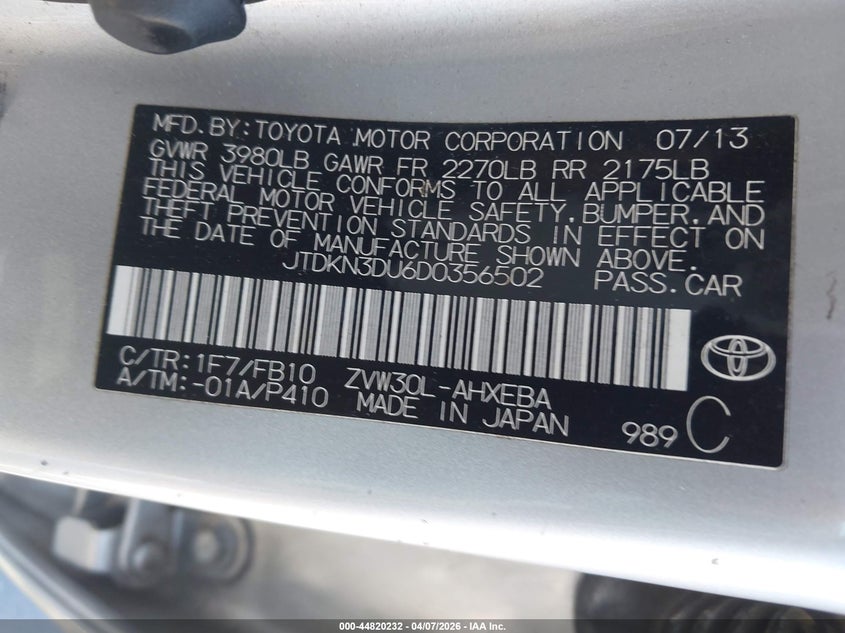 MFD.BY:TOYOTA MOTOR CORPORATION 07/13
GVWR 3980LB GAWR FR 2270LB RR 2175LB
THIS VEHICLE CONFORMS TO ALL APPLICABLE
FEDERAL MOTOR VEHICLE SAFETY,BUMPER,AND
THEFT PREVENTION STANDARDS IN EFFECT ON
THE DATE OF MANUFACTURE SHOWN ABOVE.
JTDKN3DU6D0356502 PASS.CAR
C/TR:1F7/FB10 ZVW30L-AHXEBA
A/TM:-01A/P410 MADE IN JAPAN
989 C
000-44820232 - 04/07/2026 - IAA Inc.